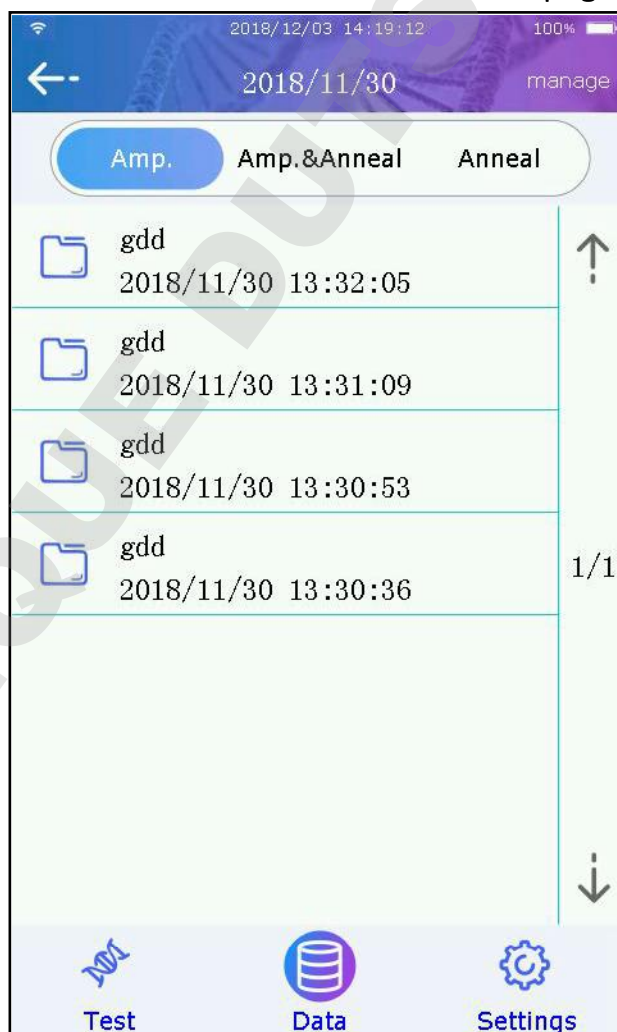 2018/12/03 14:19:12 100%
2018/11/30 manage
Amp. Amp.&Anneal Anneal
gdd
2018/11/30 13:32:05
gdd
2018/11/30 13:31:09
gdd
2018/11/30 13:30:53
gdd
2018/11/30 13:30:36
1/1
Test Data Settings